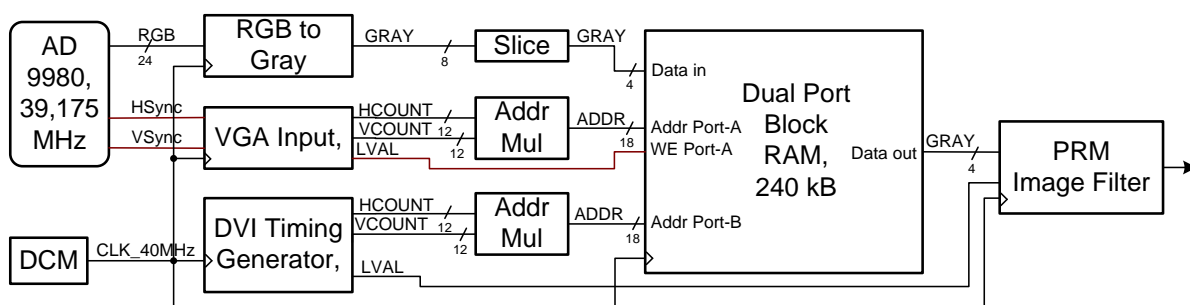 AD
9980,
39,175
MHz
RGB
24
RGB to
Gray
GRAY
8
Slice
GRAY
4
Data in
HSync
VSync
VGA Input,
HCOUNT
12
VCOUNT
12
LVAL
Addr
Mul
ADDR
18
Addr Port-A
WE Port-A
Dual Port
Block
RAM,
240 kB
Data out
GRAY
4
PRM
Image Filter
DCM
CLK_40MHz
DVI Timing
Generator,
HCOUNT
12
VCOUNT
12
LVAL
Addr
Mul
ADDR
18
Addr Port-B